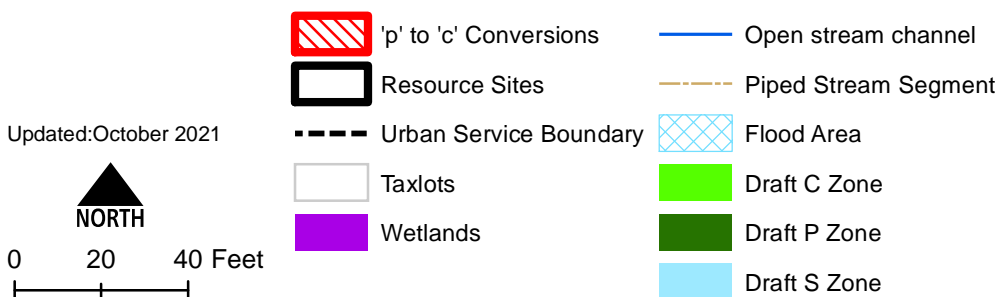 Updated:October 2021
NORTH
0 20 40 Feet
'p' to 'c' Conversions
Resource Sites
Urban Service Boundary
Taxlots
Wetlands
Open stream channel
Piped Stream Segment
Flood Area
Draft C Zone
Draft P Zone
Draft S Zone